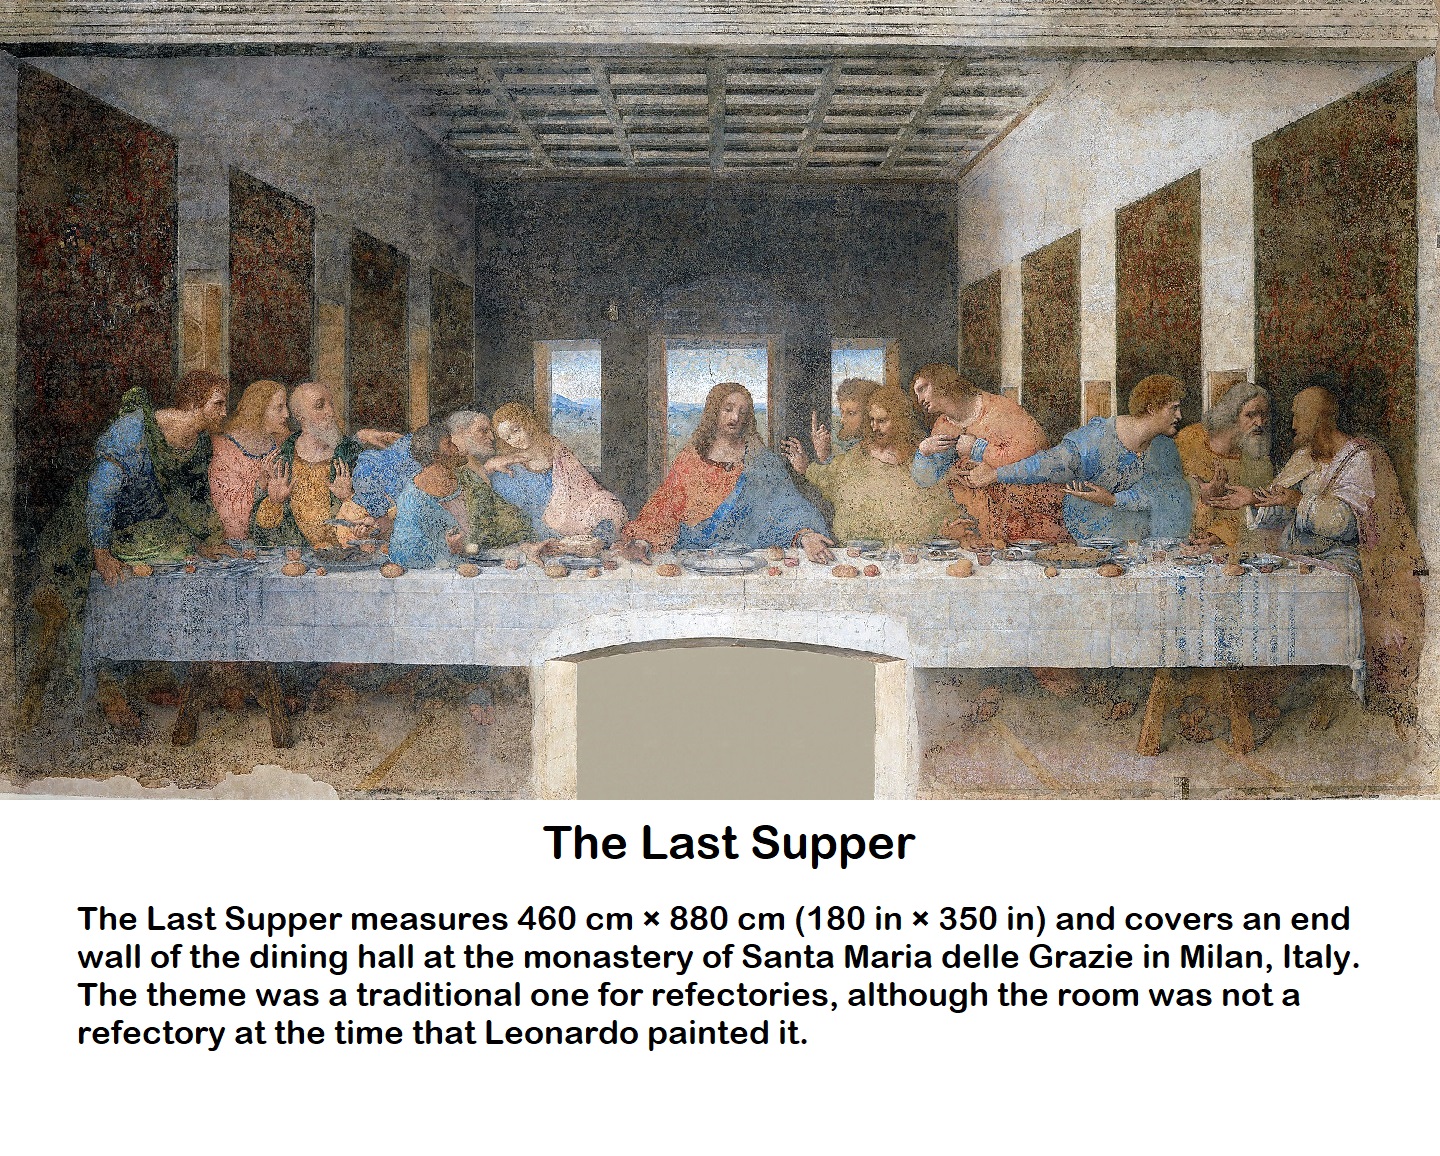 The Last Supper
The Last Supper measures 460 cm × 880 cm (180 in × 350 in) and covers an end
wall of the dining hall at the monastery of Santa Maria delle Grazie in Milan, Italy.
The theme was a traditional one for refectories, although the room was not a
refectory at the time that Leonardo painted it.